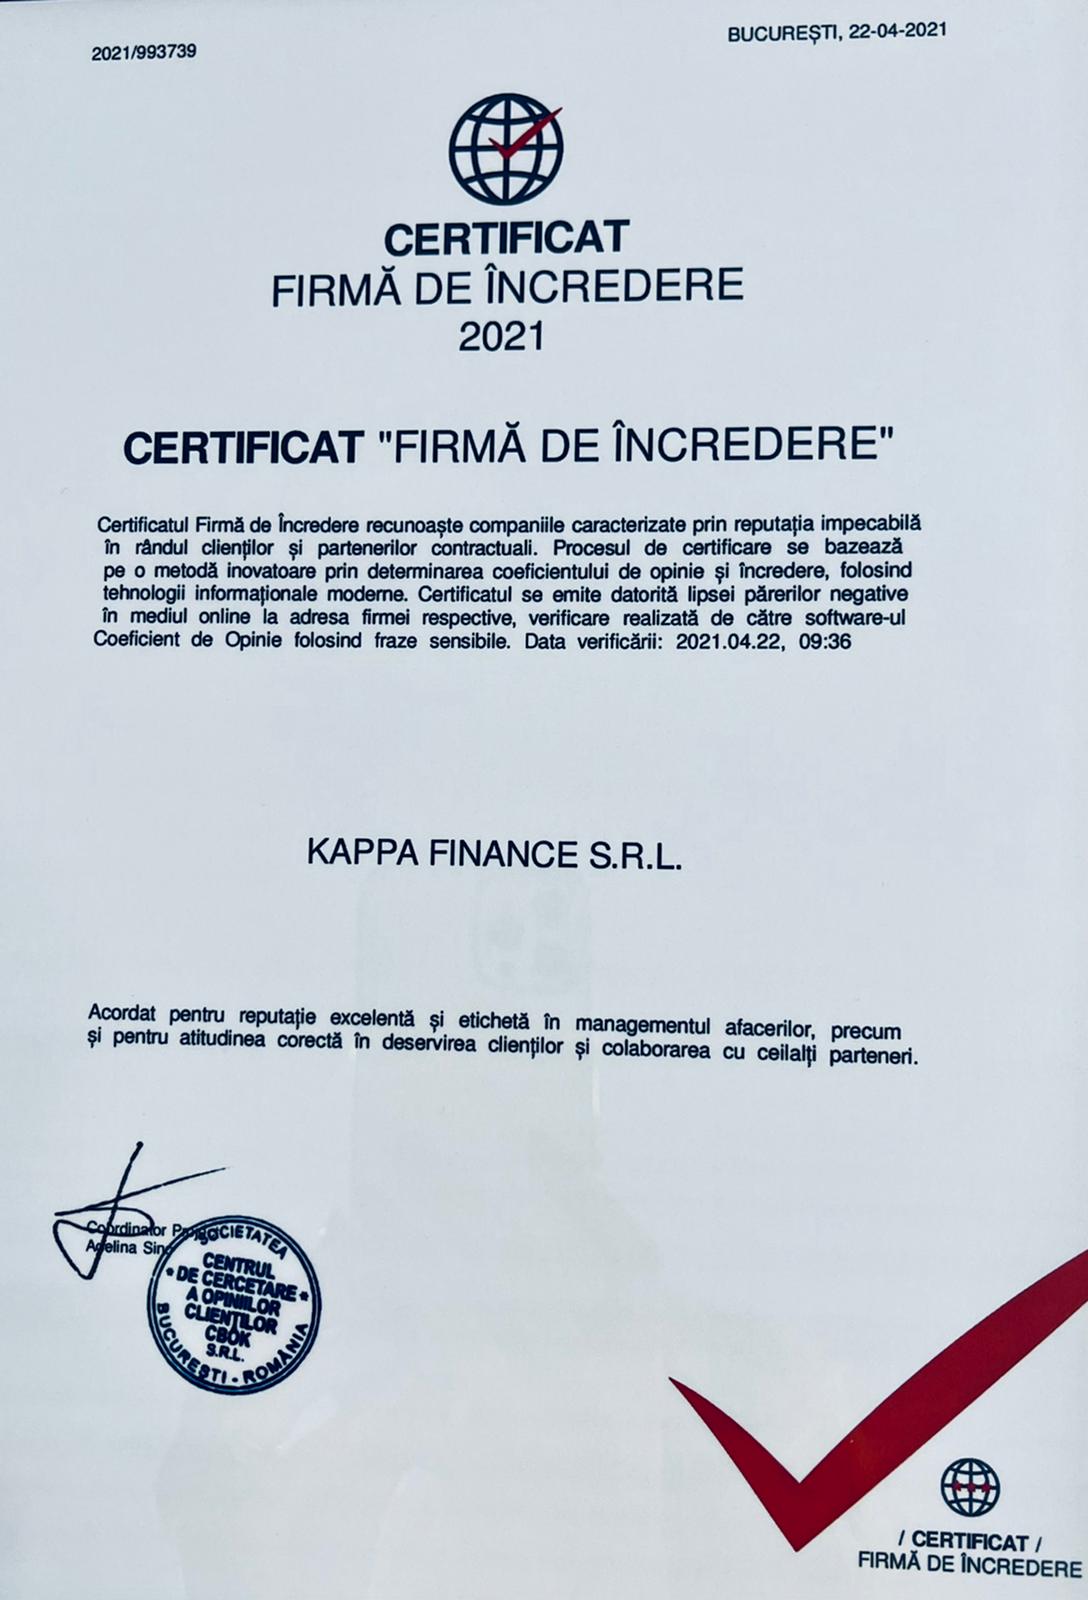 2021/993739
BUCUREȘTI, 22-04-2021
CERTIFICAT
FIRMĂ DE ÎNCREDERE
2021
CERTIFICAT "FIRMĂ DE ÎNCREDERE"
Certificatul Firmă de Încredere recunoaște companiile caracterizate prin reputația impecabilă
în rândul clienților și partenerilor contractuali. Procesul de certificare se bazează
pe o metodă inovatoare prin determinarea coeficientului de opinie și încredere, folosind
tehnologii informaționale moderne. Certificatul se emite datorită lipsei părerilor negative
în mediul online la adresa firmei respective, verificare realizată de către software-ul
Coeficient de Opinie folosind fraze sensibile. Data verificării: 2021.04.22, 09:36
KAPPA FINANCE S.R.L.
Acordat pentru reputație excelentă și etichetă în managementul afacerilor, precum
și pentru atitudinea corectă în deservirea clienților și colaborarea cu ceilalți parteneri.
Coordinator
Adelina
SOCIETATEA
CENTRUL
* DE CERCETARE *
A OPINIILOR
CLIENȚILOR
CBOK
S.R.L.
BUCUREȘTI - ROMÂNIA
/ CERTIFICAT /
FIRMĂ DE ÎNCREDERE